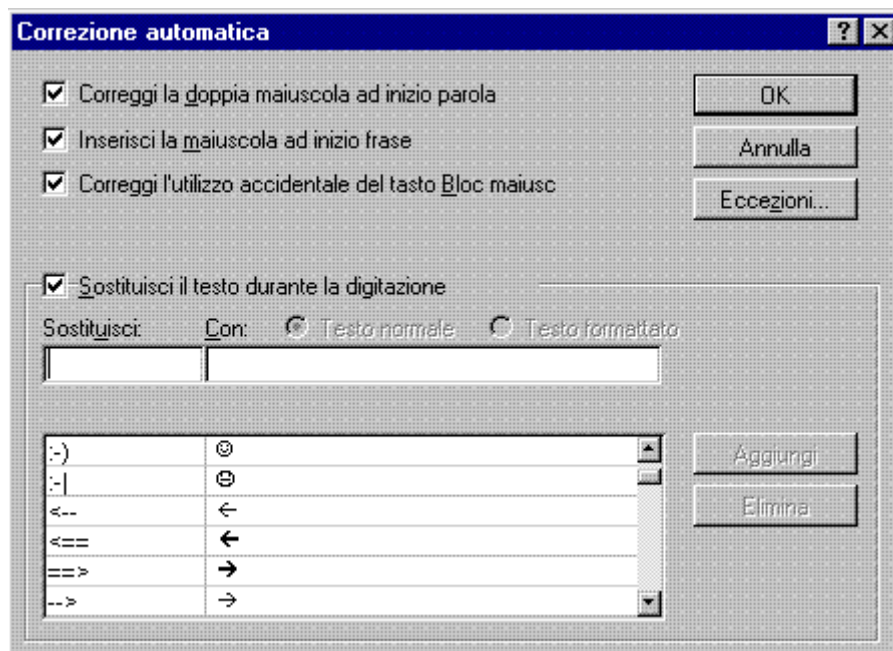 Correzione automatica
Correggi la doppia maiuscola ad inizio parola
OK
Inserisci la maiuscola ad inizio frase
Annulla
Correggi l'utilizzo accidentale del tasto Bloc maiusc
Eccezioni...
Sostituisci il testo durante la digitazione
Sostituisci: Con: Testo normale Testo formattato
:-) ☺
Aggiungi
:-| 😐
<-- ←
Elimina
<== 🡨
==> 🡪
--> →